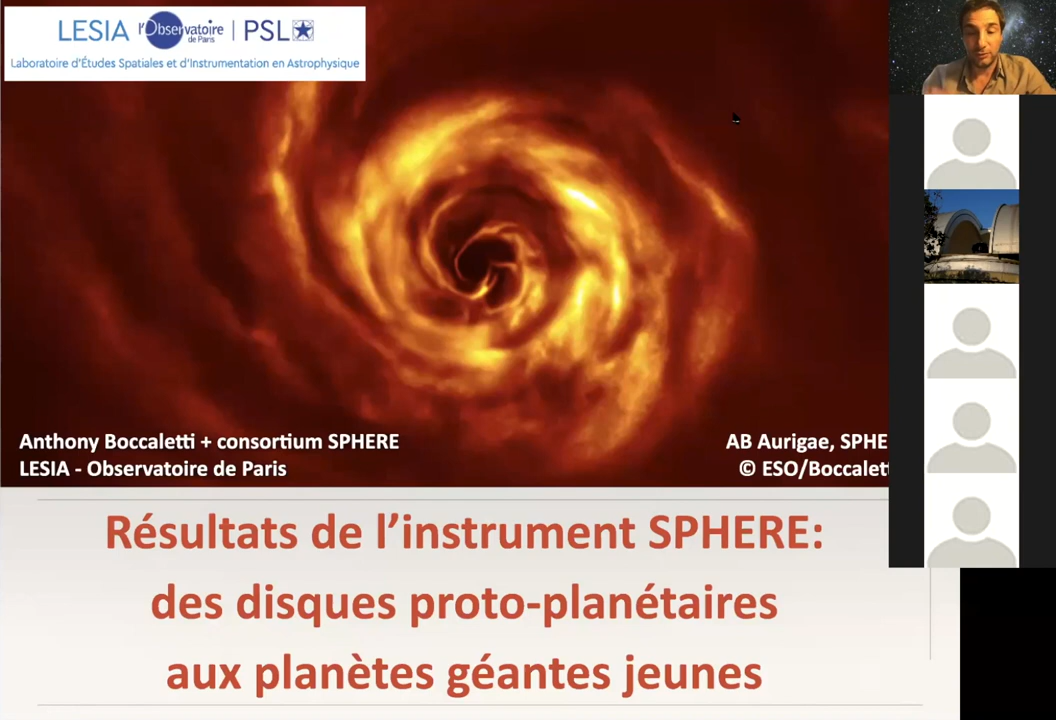 LESIA l'Observatoire de Paris | PSL
Laboratoire d'Études Spatiales et d'Instrumentation en Astrophysique
Anthony Boccaletti + consortium SPHERE
LESIA - Observatoire de Paris
AB Aurigae, SPHE
© ESO/Boccalet
Résultats de l'instrument SPHERE:
des disques proto-planétaires
aux planètes géantes jeunes